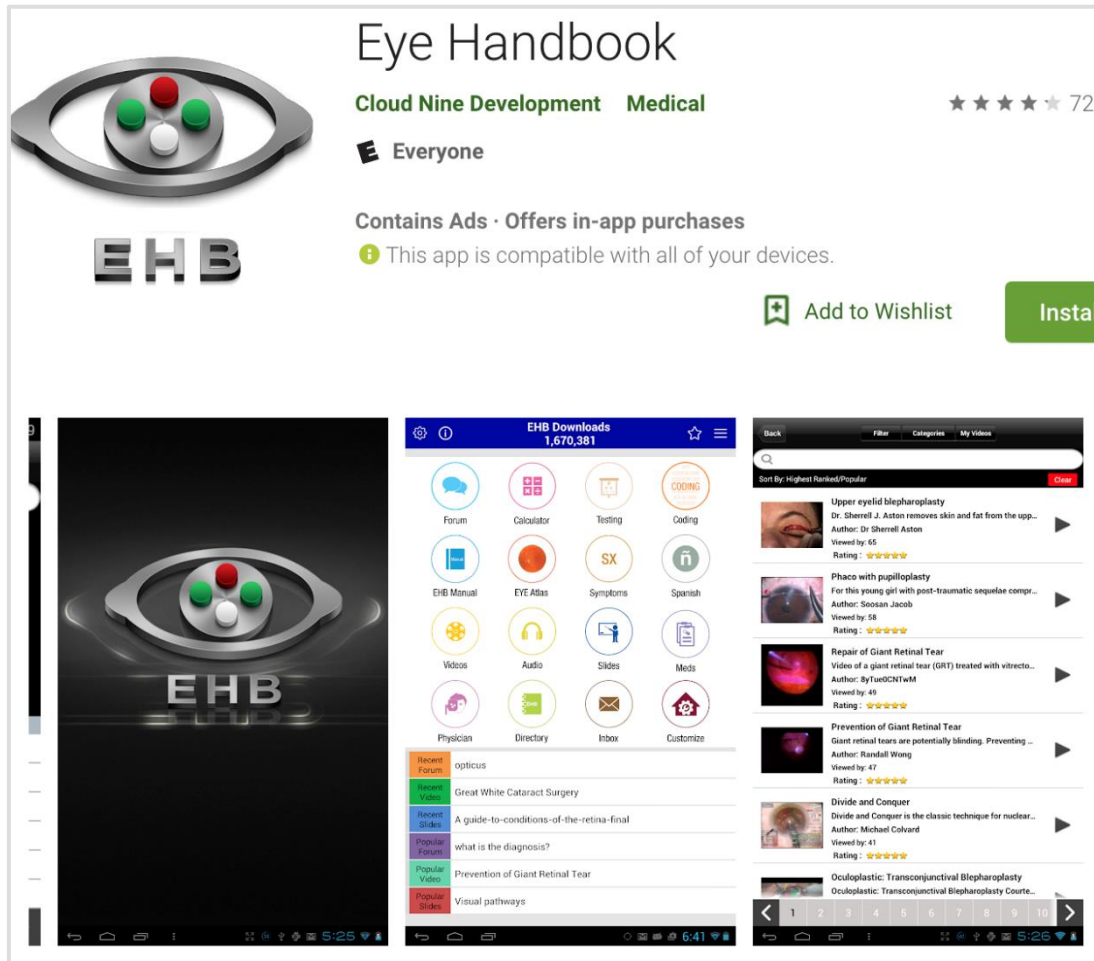 Eye Handbook
Cloud Nine Development Medical
72
E Everyone
Contains Ads · Offers in-app purchases
This app is compatible with all of your devices.
Add to Wishlist
Insta
EHB
EHB
5:25
EHB Downloads
1,670,381
CODING
Forum Calculator Testing Coding
SX ñ
EHB Manual EYE Atlas Symptoms Spanish
Videos Audio Slides Meds
Physician Directory Inbox Customize
Recent Forum opticus
Recent Video Great White Cataract Surgery
Recent Slides A guide-to-conditions-of-the-retina-final
Popular Forum what is the diagnosis?
Popular Video Prevention of Giant Retinal Tear
Popular Slides Visual pathways
6:41
Back Filter Categories My Videos
Sort By: Highest Ranked/Popular Clear
Upper eyelid blepharoplasty
Dr. Sherrell J. Aston removes skin and fat from the upp...
Author: Dr Sherrell Aston
Viewed by: 65
Rating :
Phaco with pupilloplasty
For this young girl with post-traumatic sequelae compr...
Author: Soosan Jacob
Viewed by: 58
Rating :
Repair of Giant Retinal Tear
Video of a giant retinal tear (GRT) treated with vitrecto...
Author: 8yTue0CNTwM
Viewed by: 49
Rating :
Prevention of Giant Retinal Tear
Giant retinal tears are potentially blinding. Preventing ...
Author: Randall Wong
Viewed by: 47
Rating :
Divide and Conquer
Divide and Conquer is the classic technique for nuclear...
Author: Michael Colvard
Viewed by: 41
Rating :
Oculoplastic: Transconjunctival Blepharoplasty
Oculoplastic: Transconjunctival Blepharoplasty Courte...
1 2 3 4 5 6 7 8 9 10
5:26